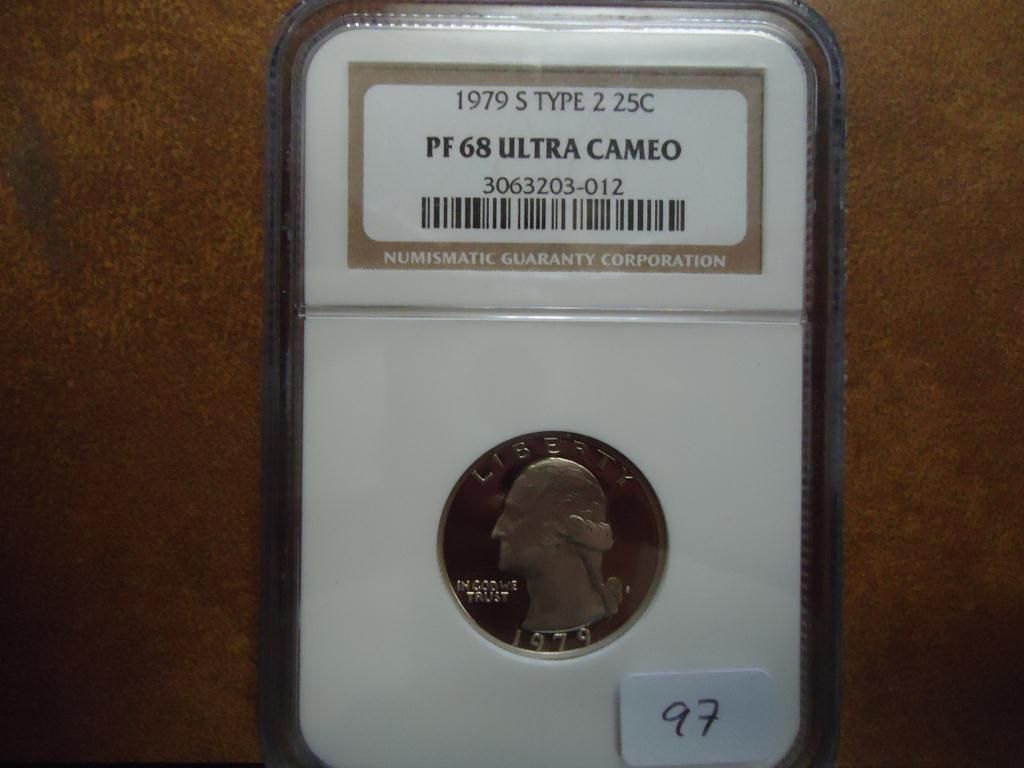 1979 S TYPE 2 25C
PF 68 ULTRA CAMEO
3063203-012
NUMISMATIC GUARANTY CORPORATION
LIBERTY
IN GOD WE
TRUST
S
1979
97